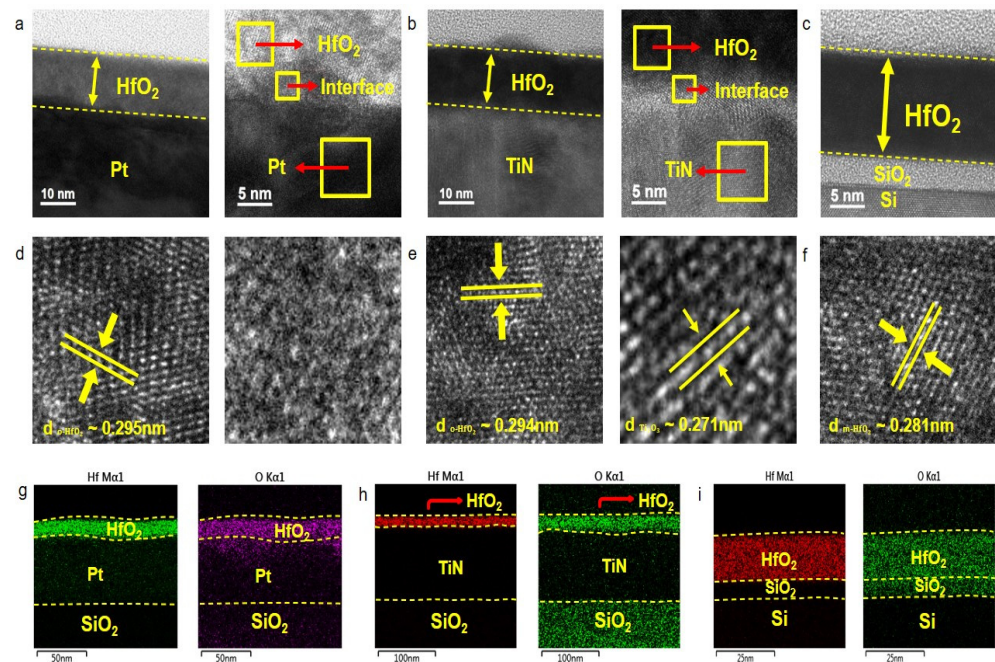 a
HfO₂
Pt
10 nm
HfO₂
Interface
Pt
5 nm
b
HfO₂
TiN
10 nm
HfO₂
Interface
TiN
5 nm
c
HfO₂
SiO₂
Si
5 nm
d
d o-HfO₂ ~ 0.295nm
e
d o-HfO₂ ~ 0.294nm
~ 0.271nm
f
d m-HfO₂ ~ 0.281nm
g
Hf Mα1
HfO₂
Pt
SiO₂
50nm
O Kα1
HfO₂
Pt
SiO₂
50nm
h
Hf Mα1
HfO₂
TiN
SiO₂
100nm
O Kα1
HfO₂
TiN
SiO₂
100nm
i
Hf Mα1
HfO₂
SiO₂
Si
25nm
O Kα1
HfO₂
SiO₂
Si
25nm